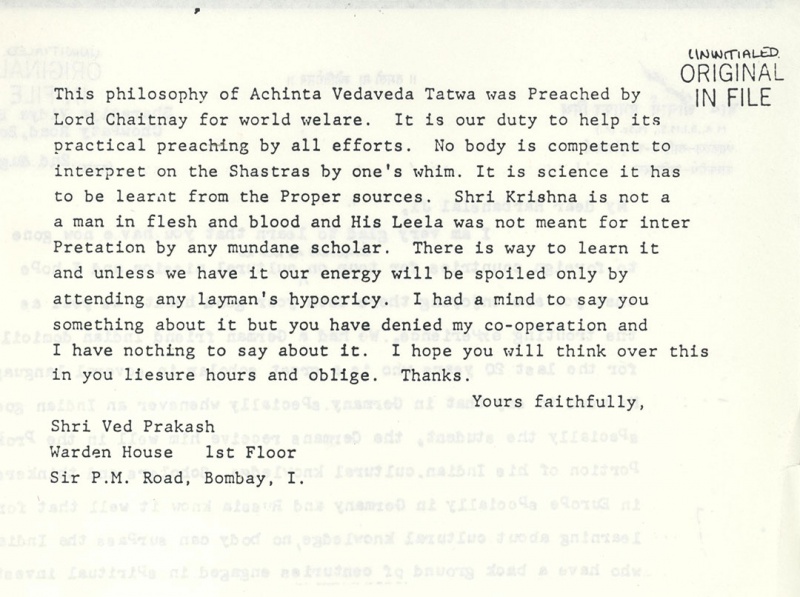 UNINITIALED
ORIGINAL
IN FILE
This philosophy of Achinta Vedaveda Tatwa was Preached by
Lord Chaitnay for world welare. It is our duty to help its
practical preaching by all efforts. No body is competent to
interpret on the Shastras by one's whim. It is science it has
to be learnt from the Proper sources. Shri Krishna is not a
a man in flesh and blood and His Leela was not meant for inter
Pretation by any mundane scholar. There is way to learn it
and unless we have it our energy will be spoiled only by
attending any layman's hypocricy. I had a mind to say you
something about it but you have denied my co-operation and
I have nothing to say about it. I hope you will think over this
in you liesure hours and oblige. Thanks.
Yours faithfully,
Shri Ved Prakash
Warden House 1st Floor
Sir P.M. Road, Bombay, I.